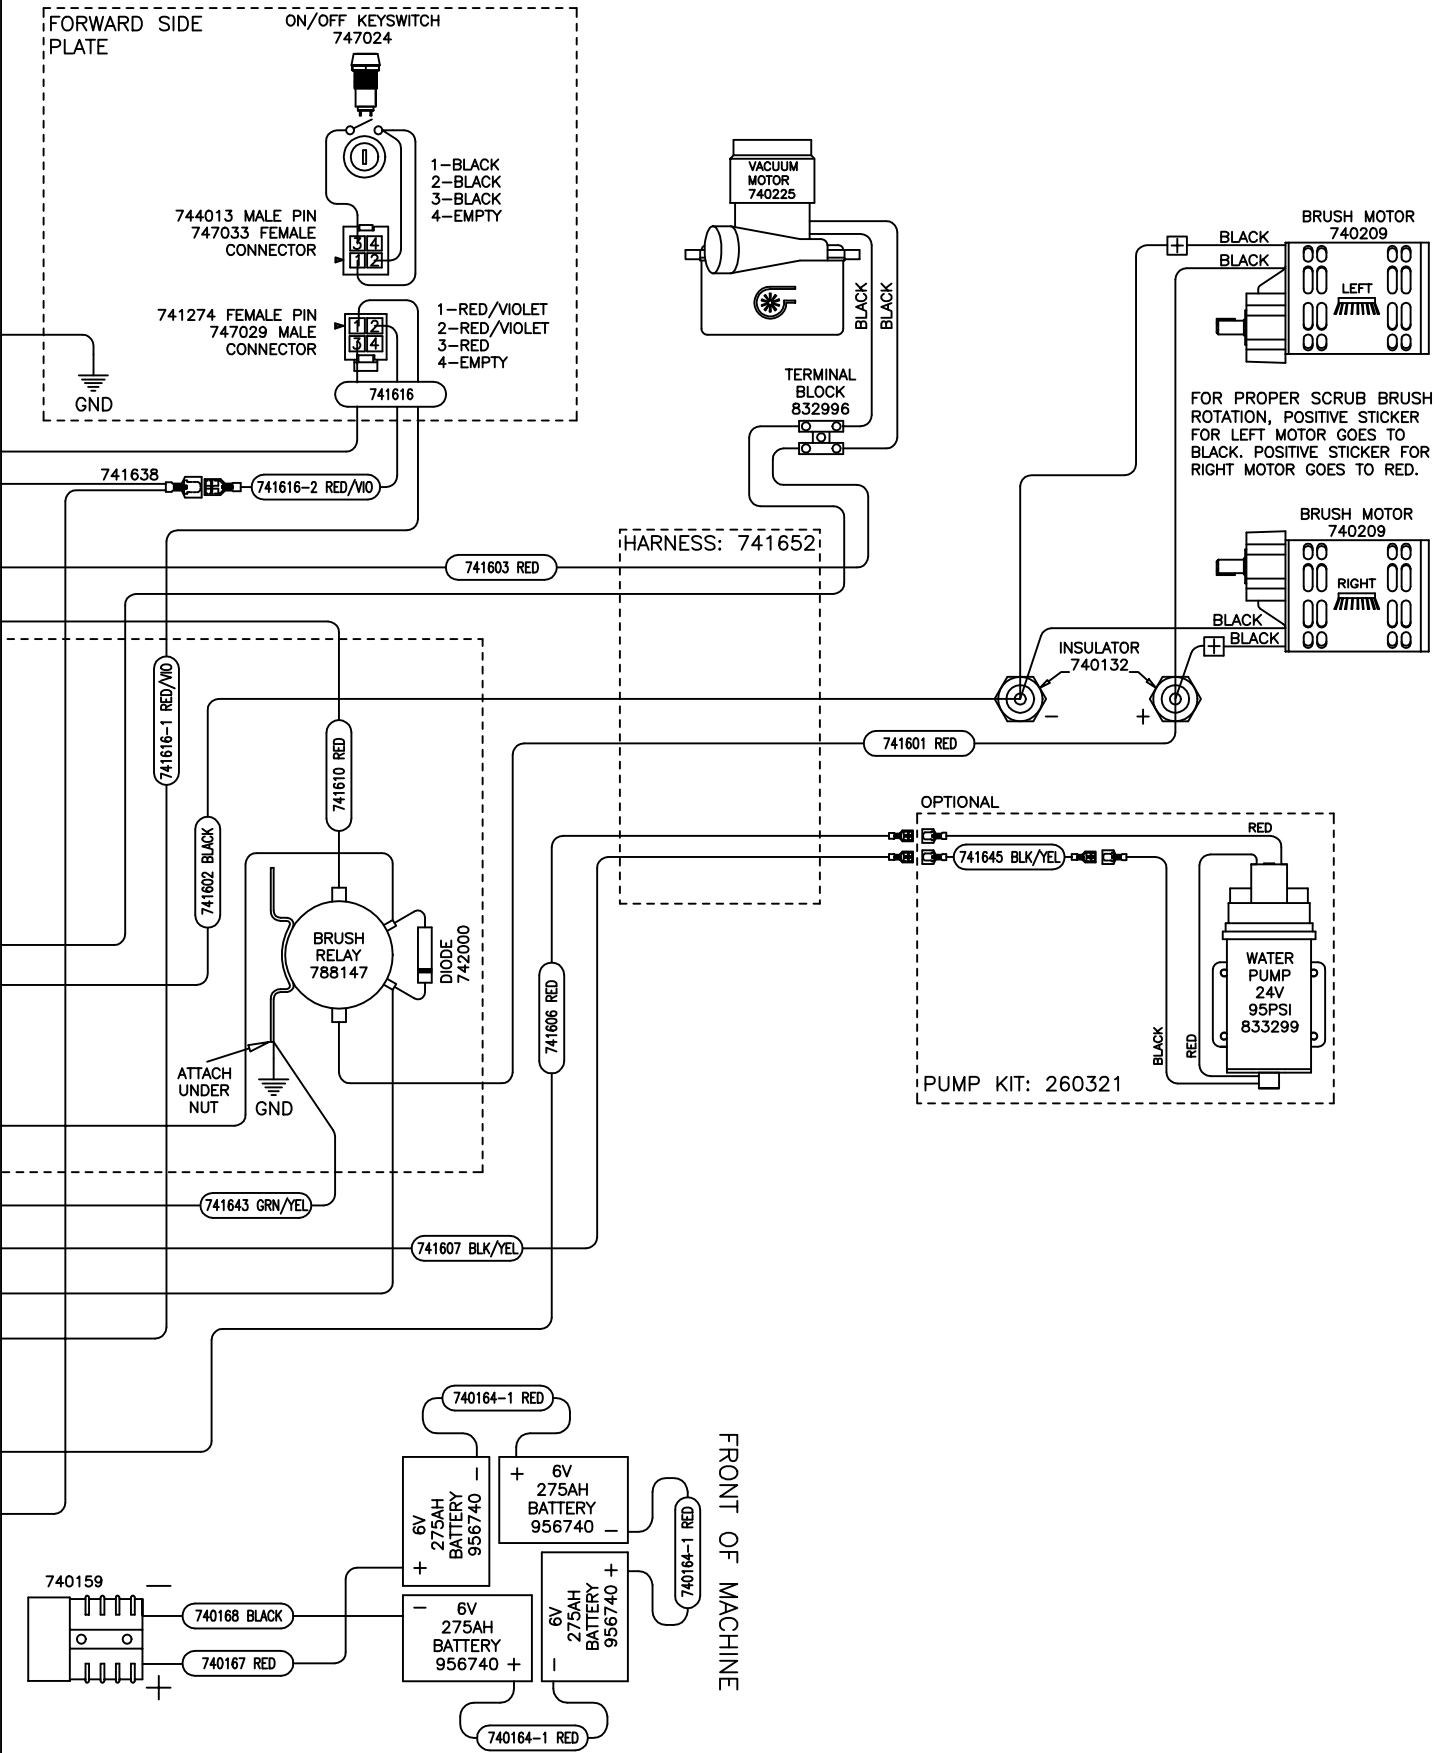 FORWARD SIDE
PLATE
ON/OFF KEYSWITCH
747024
1-BLACK
2-BLACK
3-BLACK
4-EMPTY
744013 MALE PIN
747033 FEMALE
CONNECTOR
3 4
1 2
741274 FEMALE PIN
747029 MALE
CONNECTOR
1 2
3 4
1-RED/VIOLET
2-RED/VIOLET
3-RED
4-EMPTY
GND
741616
741638
741616-2 RED/VIO
VACUUM
MOTOR
740225
BLACK
BLACK
TERMINAL
BLOCK
832996
BRUSH MOTOR
740209
BLACK
BLACK
LEFT
FOR PROPER SCRUB BRUSH
ROTATION, POSITIVE STICKER
FOR LEFT MOTOR GOES TO
BLACK. POSITIVE STICKER FOR
RIGHT MOTOR GOES TO RED.
BRUSH MOTOR
740209
RIGHT
BLACK
BLACK
HARNESS: 741652
741603 RED
INSULATOR
740132
- +
741616-1 RED/VIO
741610 RED
741601 RED
741602 BLACK
OPTIONAL
RED
741645 BLK/YEL
BRUSH
RELAY
788147
DIODE
742000
741606 RED
WATER
PUMP
24V
95PSI
833299
BLACK
RED
PUMP KIT: 260321
ATTACH
UNDER
NUT
GND
741643 GRN/YEL
741607 BLK/YEL
740164-1 RED
6V
275AH
BATTERY
956740
- +
+
6V
275AH
BATTERY
956740 -
740164-1 RED
FRONT OF MACHINE
740159
-
740168 BLACK
740167 RED
+
-
6V
275AH
BATTERY
956740 +
6V
275AH
BATTERY
956740
- +
740164-1 RED